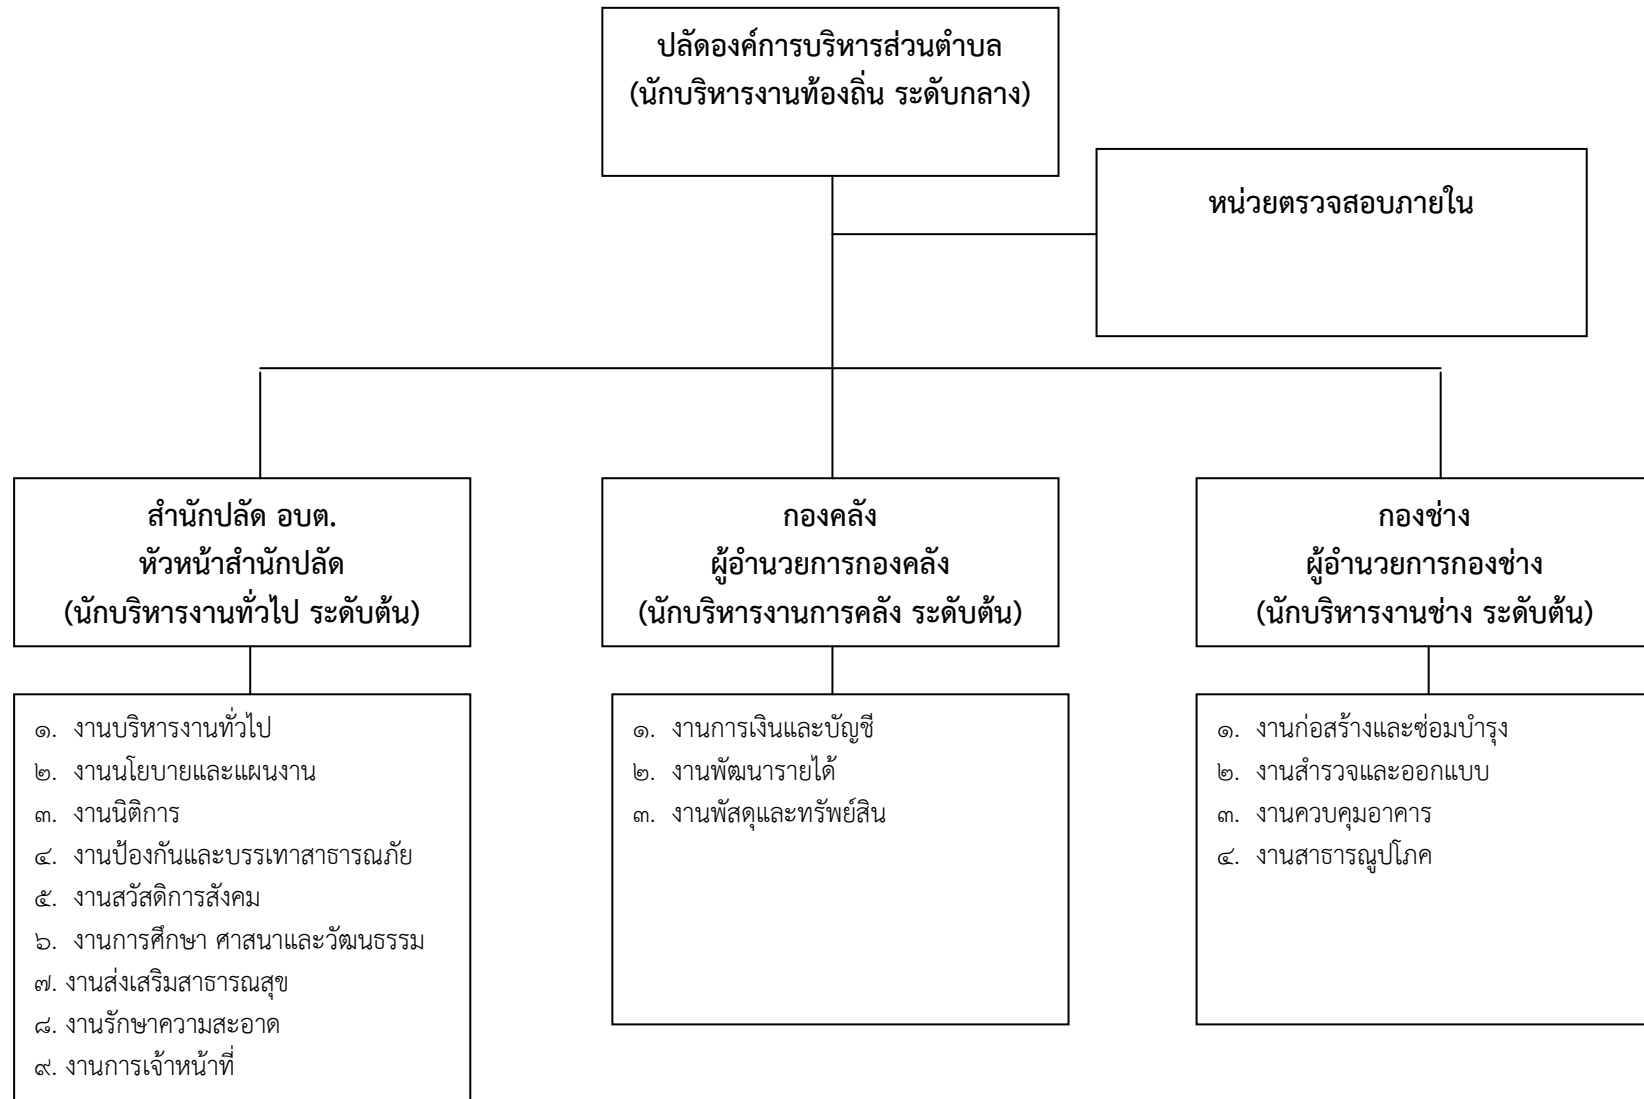 ปลัดองค์การบริหารส่วนตำบล
(นักบริหารงานท้องถิ่น ระดับกลาง)
หน่วยตรวจสอบภายใน
สำนักปลัด อบต.
หัวหน้าสำนักปลัด
(นักบริหารงานทั่วไป ระดับต้น)
กองคลัง
ผู้อำนวยการกองคลัง
(นักบริหารงานการคลัง ระดับต้น)
กองช่าง
ผู้อำนวยการกองช่าง
(นักบริหารงานช่าง ระดับต้น)
๑. งานบริหารงานทั่วไป
๒. งานนโยบายและแผนงาน
๓. งานนิติการ
๔. งานป้องกันและบรรเทาสาธารณภัย
๕. งานสวัสดิการสังคม
๖. งานการศึกษา ศาสนาและวัฒนธรรม
๗. งานส่งเสริมสาธารณสุข
๘. งานรักษาความสะอาด
๙. งานการเจ้าหน้าที่
๑. งานการเงินและบัญชี
๒. งานพัฒนารายได้
๓. งานพัสดุและทรัพย์สิน
๑. งานก่อสร้างและซ่อมบำรุง
๒. งานสำรวจและออกแบบ
๓. งานควบคุมอาคาร
๔. งานสาธารณูปโภค